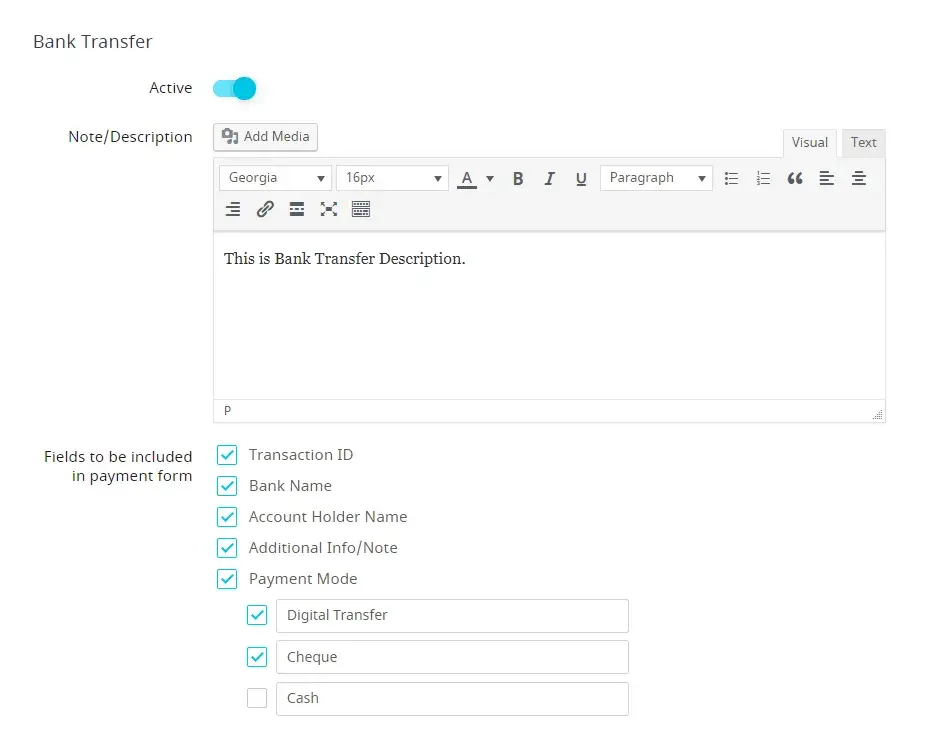 Bank Transfer
Active
Note/Description
Add Media
Visual Text
Georgia 16px A B I U Paragraph
This is Bank Transfer Description.
P
Fields to be included
in payment form
Transaction ID
Bank Name
Account Holder Name
Additional Info/Note
Payment Mode
Digital Transfer
Cheque
Cash